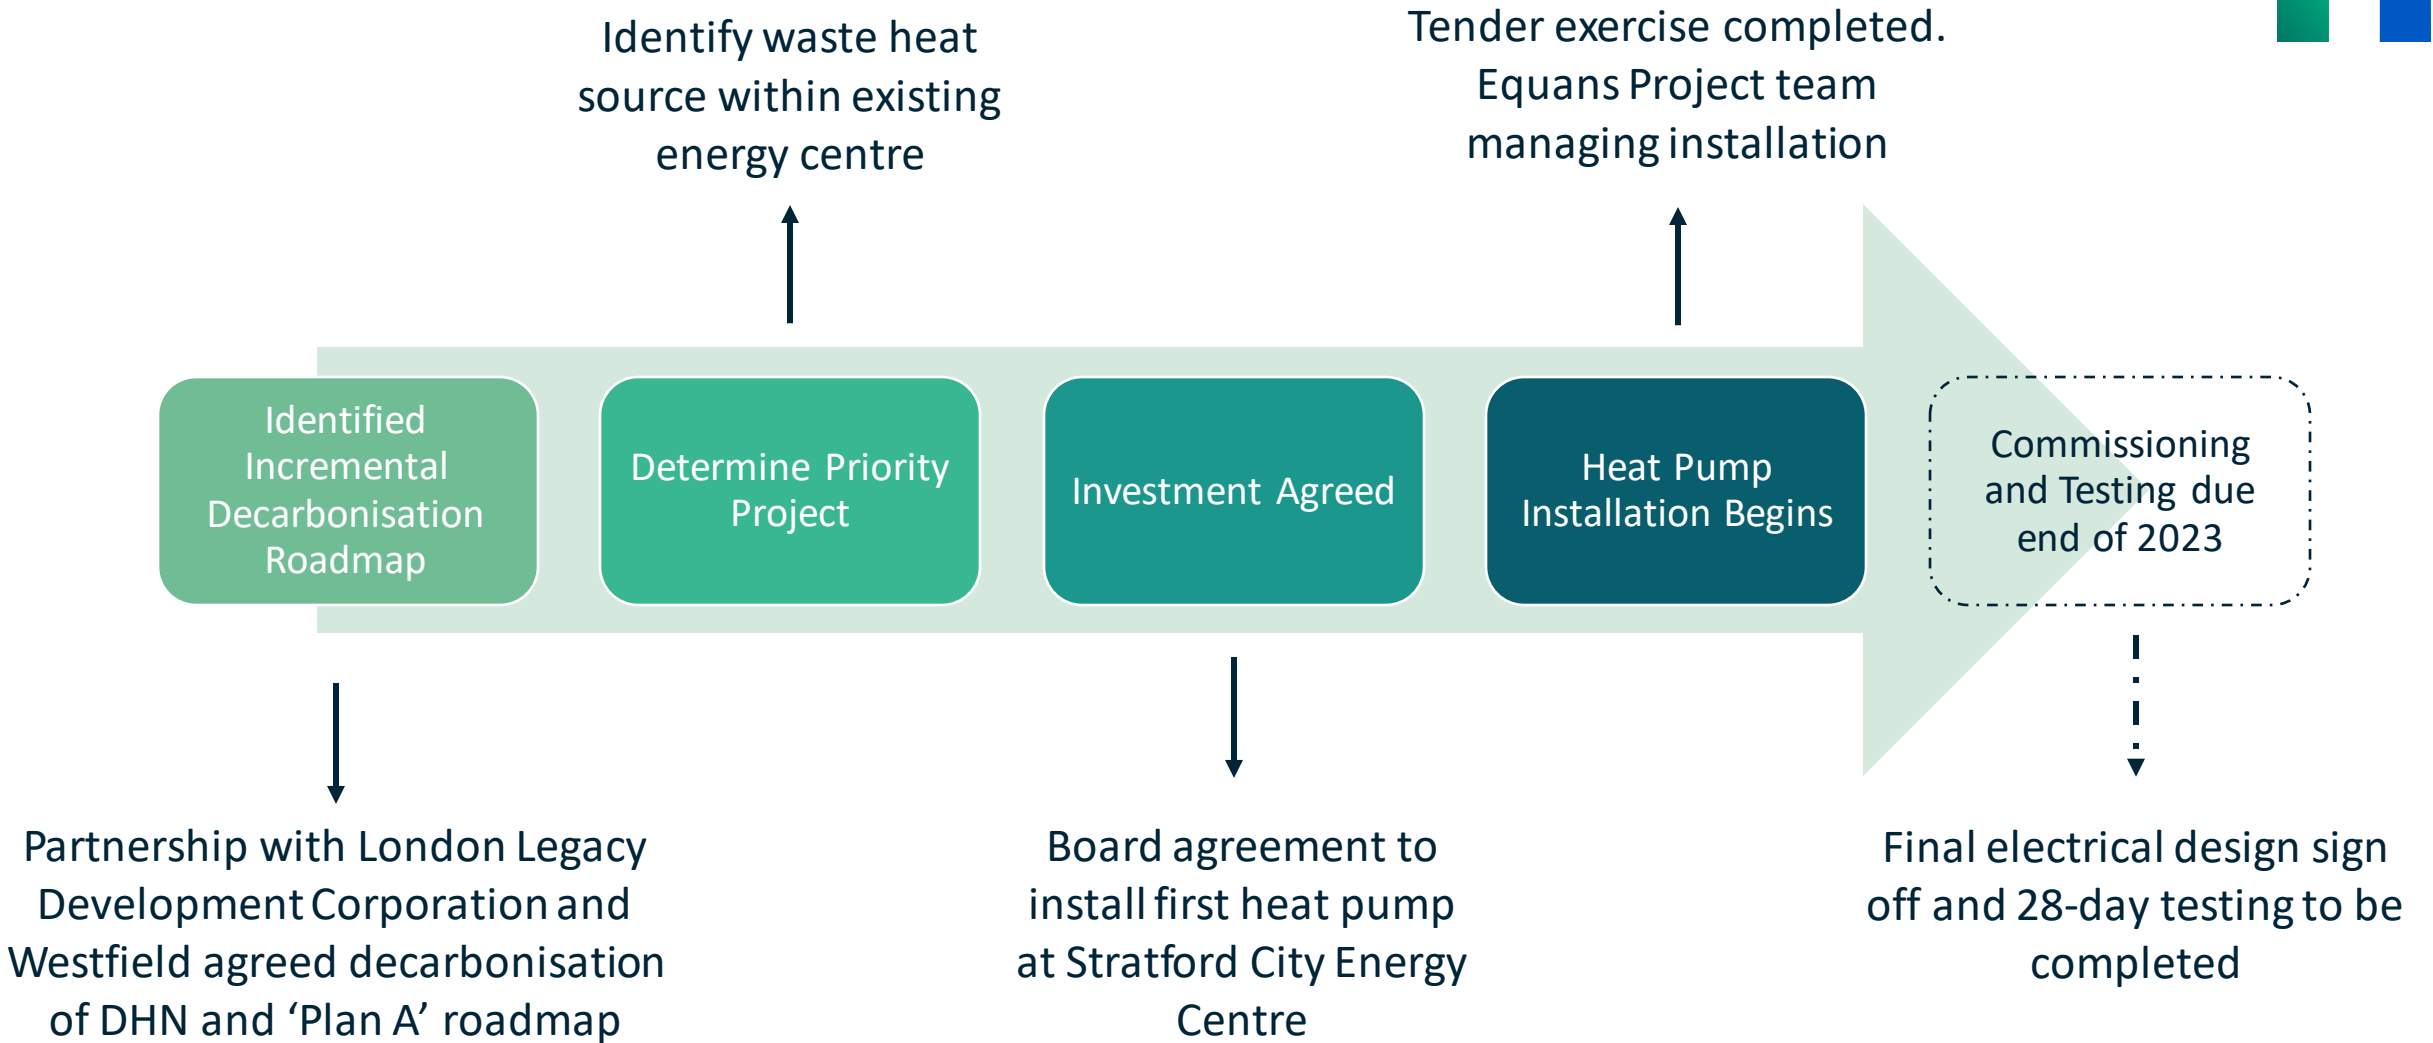 Identify waste heat
source within existing
energy centre
Tender exercise completed.
Equans Project team
managing installation
Identified
Incremental
Decarbonisation
Roadmap
Determine Priority
Project
Investment Agreed
Heat Pump
Installation Begins
Commissioning
and Testing due
end of 2023
Partnership with London Legacy
Development Corporation and
Westfield agreed decarbonisation
of DHN and ‘Plan A’ roadmap
Board agreement to
install first heat pump
at Stratford City Energy
Centre
Final electrical design sign
off and 28-day testing to be
completed